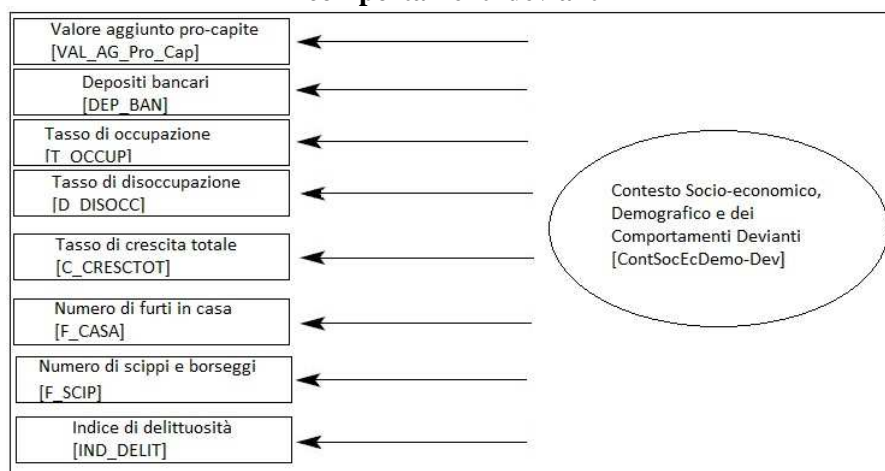 Valore aggiunto pro-capite
[VAL_AG_Pro_Cap]
Depositi bancari
[DEP_BAN]
Tasso di occupazione
[T_OCCUP]
Tasso di disoccupazione
[D_DISOCC]
Tasso di crescita totale
[C_CRESCTOT]
Numero di furti in casa
[F_CASA]
Numero di scippi e borseggi
[F_SCIP]
Indice di delittuosità
[IND_DELIT]
Contesto Socio-economico,
Demografico e dei
Comportamenti Devianti
[ContSocEcDemo-Dev]